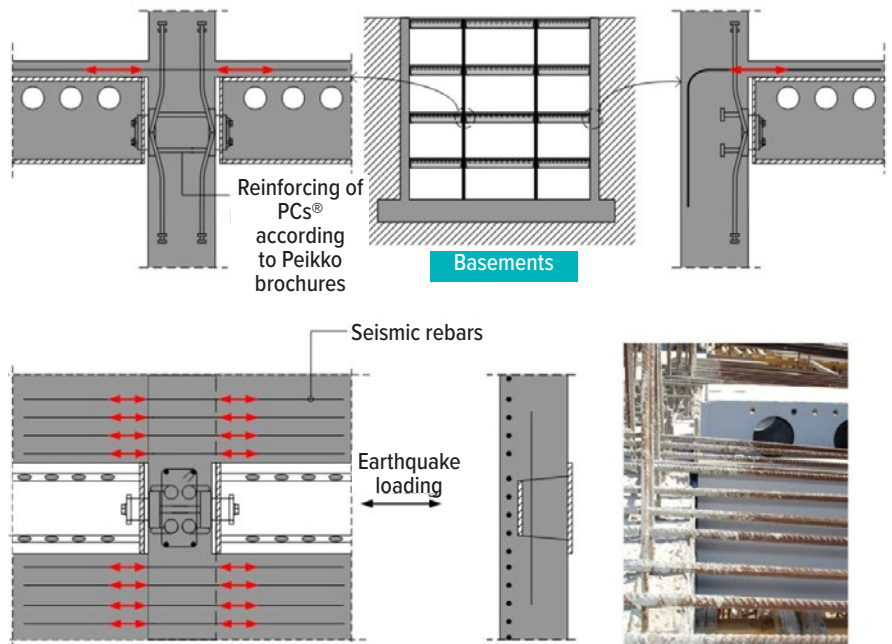 Reinforcing of
PCs®
according
to Peikko
brochures
Basements
Seismic rebars
Earthquake
loading